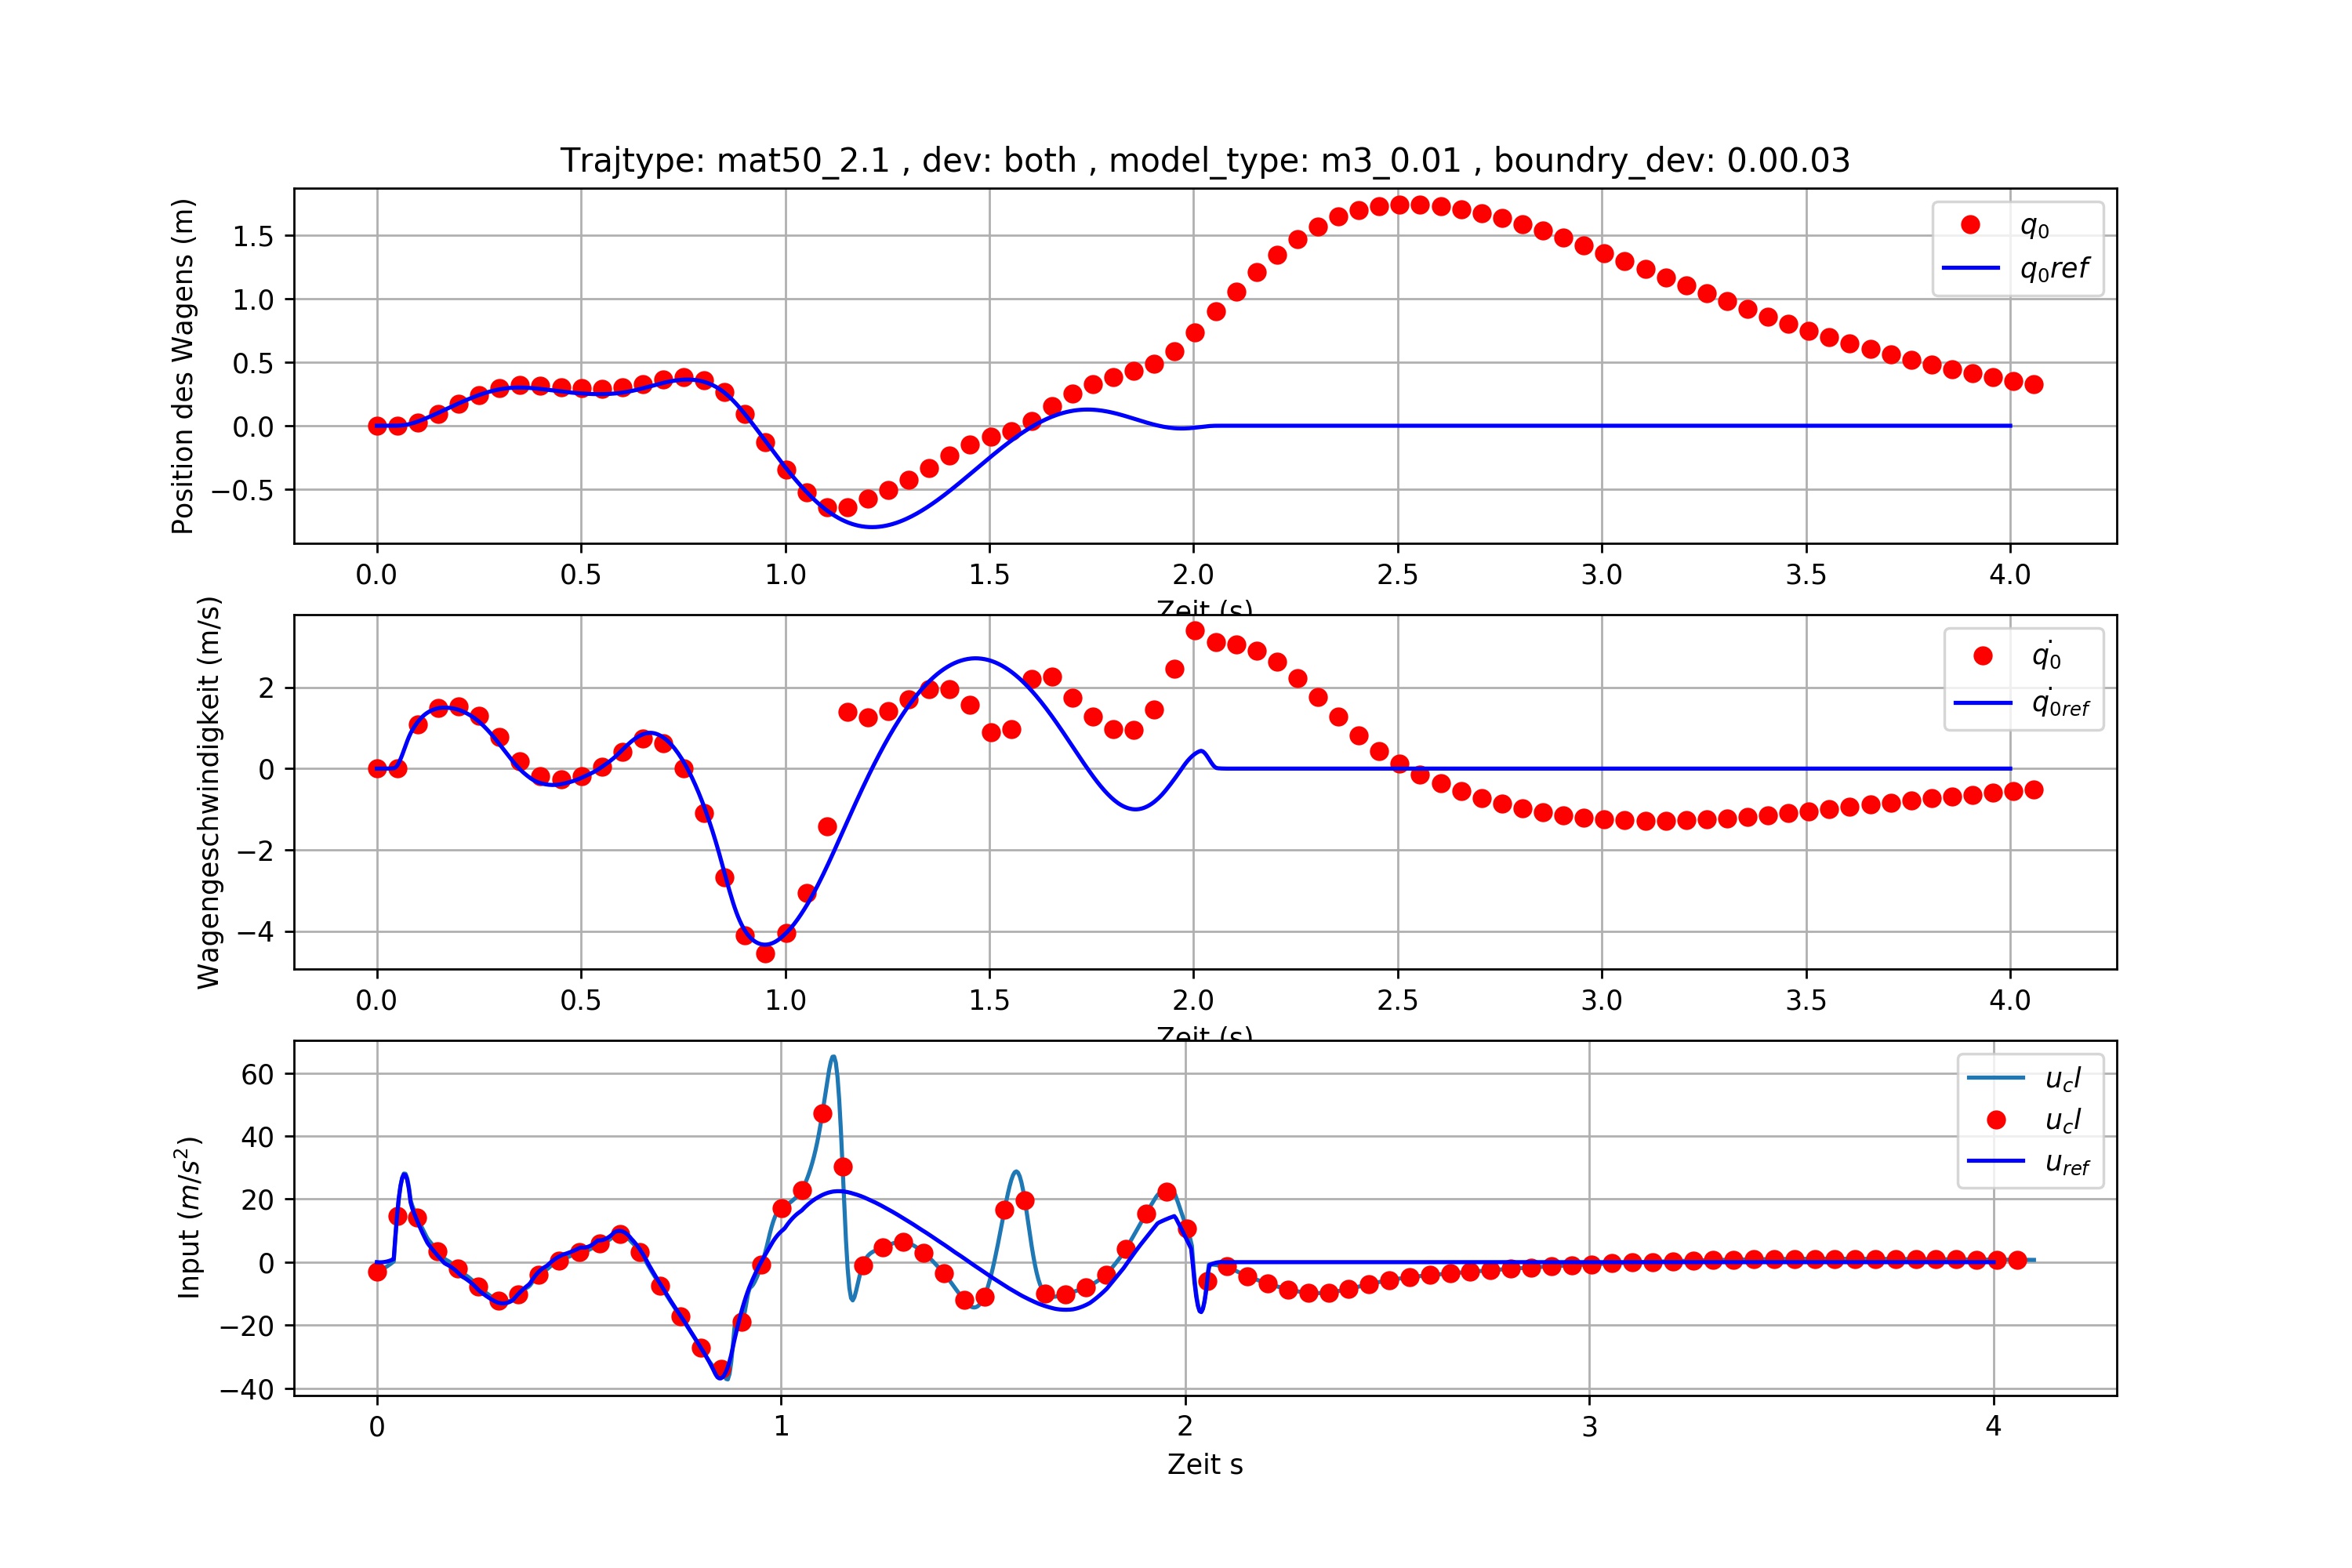 Trajtype: mat50_2.1 , dev: both , model_type: m3_0.01 , boundry_dev: 0.00.03
Position des Wagens (m)
1.5
1.0
0.5
0.0
−0.5
q₀
q₀ref
0.0 0.5 1.0 1.5 2.0 2.5 3.0 3.5 4.0
Zeit (s)
Wagengeschwindigkeit (m/s)
2
0
−2
−4
q̇₀
q̇₀ref
0.0 0.5 1.0 1.5 2.0 2.5 3.0 3.5 4.0
Zeit (s)
Input (m/s²)
60
40
20
0
−20
−40
u_cl
u_cl
u_ref
0 1 2 3 4
Zeit s